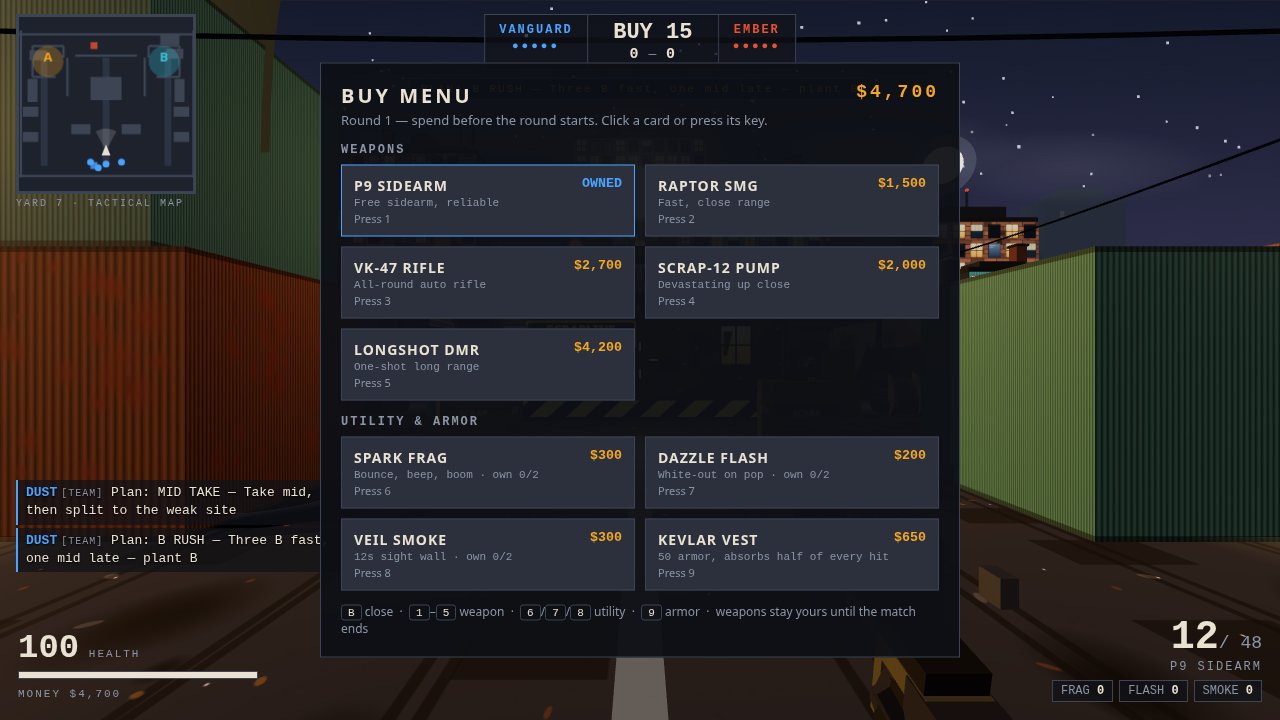 VANGUARD
BUY 15
0 — 0
EMBER
A
B
YARD 7 · TACTICAL MAP
B RUSH — Three B fast, one mid late — plant
BUY MENU
$4,700
Round 1 — spend before the round starts. Click a card or press its key.
WEAPONS
P9 SIDEARM
OWNED
Free sidearm, reliable
Press 1
RAPTOR SMG
$1,500
Fast, close range
Press 2
VK-47 RIFLE
$2,700
All-round auto rifle
Press 3
SCRAP-12 PUMP
$2,000
Devastating up close
Press 4
LONGSHOT DMR
$4,200
One-shot long range
Press 5
UTILITY & ARMOR
SPARK FRAG
$300
Bounce, beep, boom · own 0/2
Press 6
DAZZLE FLASH
$200
White-out on pop · own 0/2
Press 7
VEIL SMOKE
$300
12s sight wall · own 0/2
Press 8
KEVLAR VEST
$650
50 armor, absorbs half of every hit
Press 9
B close · 1–5 weapon · 6/7/8 utility · 9 armor · weapons stay yours until the match
ends
DUST [TEAM] Plan: MID TAKE — Take mid,
then split to the weak site
DUST [TEAM] Plan: B RUSH — Three B fast
one mid late — plant B
100 HEALTH
MONEY $4,700
12 / 48
P9 SIDEARM
FRAG 0
FLASH 0
SMOKE 0